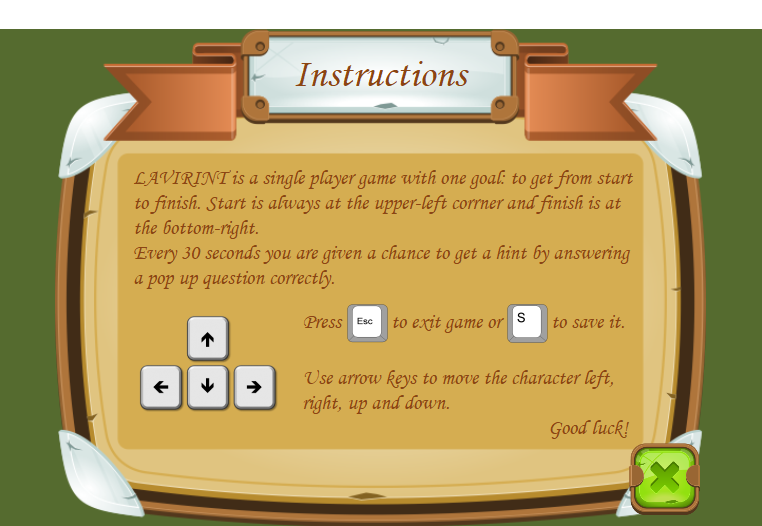 Instructions
LAVIRINT is a single player game with one goal: to get from start
to finish. Start is always at the upper-left corrner and finish is at
the bottom-right.
Every 30 seconds you are given a chance to get a hint by answering
a pop up question correctly.
Press Esc to exit game or S to save it.
Use arrow keys to move the character left,
right, up and down.
Good luck!